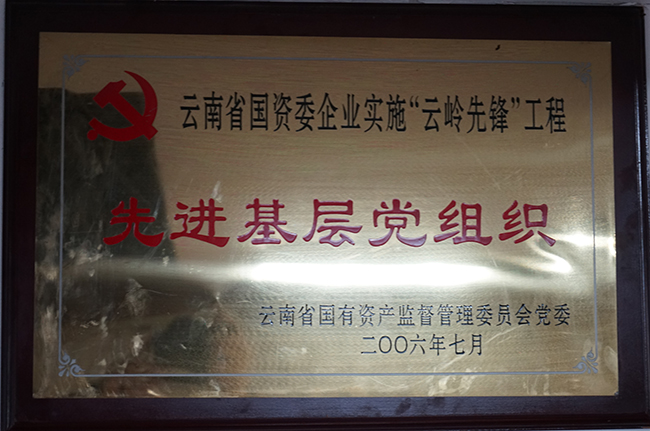 云南省国资委企业实施“云岭先锋”工程
先进基层党组织
云南省国有资产监督管理委员会党委
二〇〇六年七月